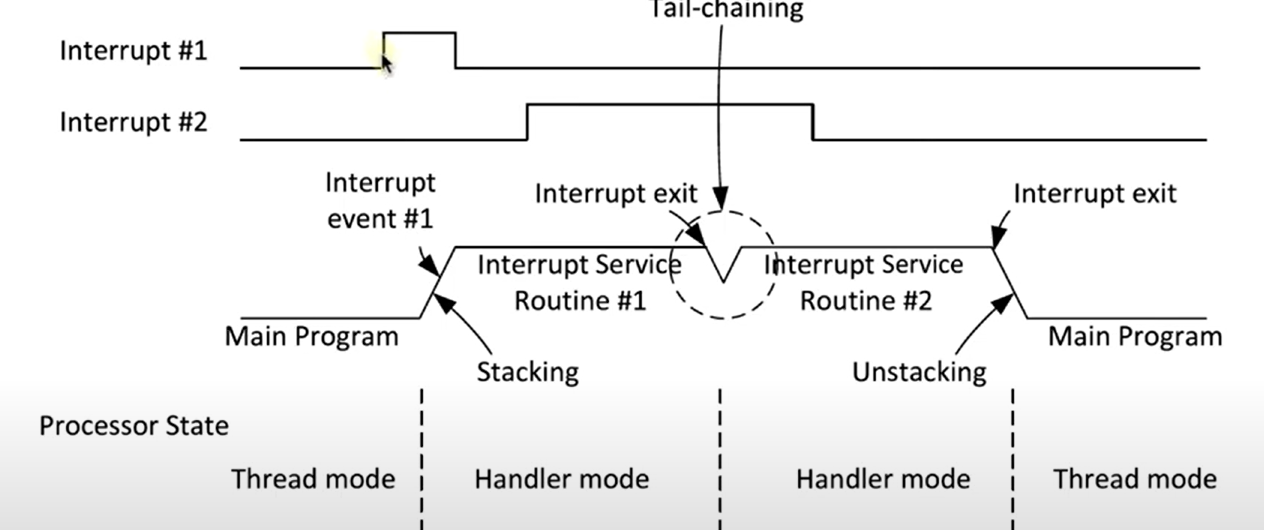 Tail-chaining
Interrupt #1
Interrupt #2
Interrupt
event #1
Interrupt exit
Interrupt exit
Interrupt Service
Routine #1
Interrupt Service
Routine #2
Main Program
Main Program
Stacking
Unstacking
Processor State
Thread mode
Handler mode
Handler mode
Thread mode